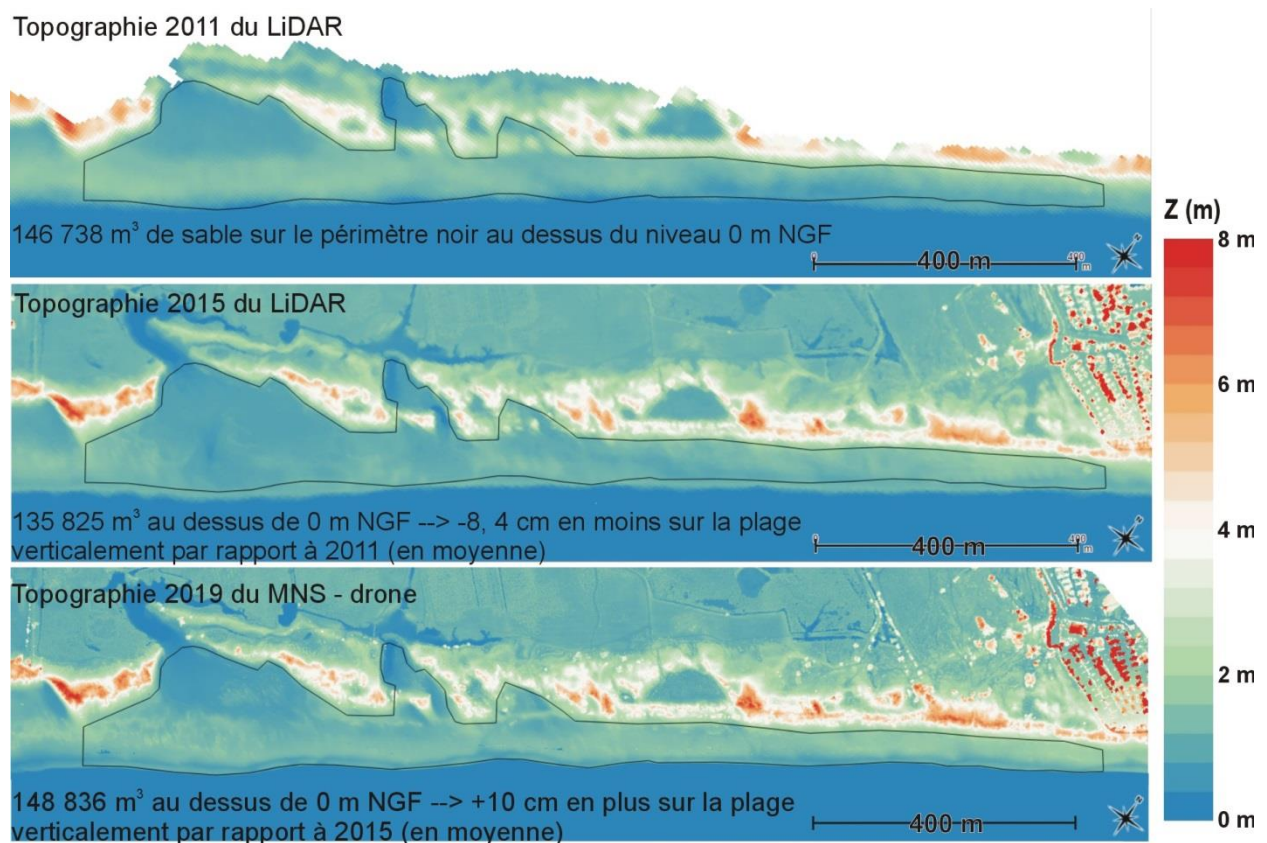 Topographie 2011 du LiDAR
146 738 m³ de sable sur le périmètre noir au dessus du niveau 0 m NGF
400 m
Topographie 2015 du LiDAR
135 825 m³ au dessus de 0 m NGF --> -8, 4 cm en moins sur la plage
verticalement par rapport à 2011 (en moyenne)
400 m
Topographie 2019 du MNS - drone
148 836 m³ au dessus de 0 m NGF --> +10 cm en plus sur la plage
verticalement par rapport à 2015 (en moyenne)
400 m
Z (m)
8 m
6 m
4 m
2 m
0 m